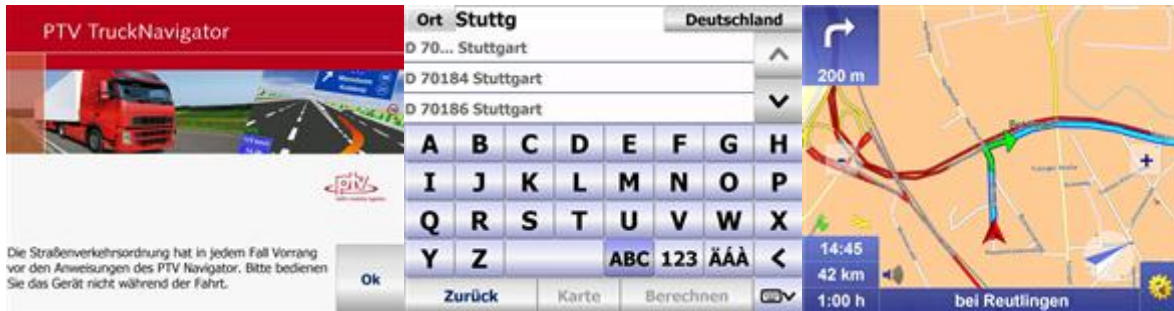 PTV TruckNavigator
ptv
Die Straßenverkehrsordnung hat in jedem Fall Vorrang
vor den Anweisungen des PTV Navigator. Bitte bedienen
Sie das Gerät nicht während der Fahrt.
Ok
Ort Stuttg Deutschland
D 70... Stuttgart
D 70184 Stuttgart
D 70186 Stuttgart
A B C D E F G H
I J K L M N O P
Q R S T U V W X
Y Z ABC 123 ÄÁÀ <
Zurück Karte Berechnen
200 m
- +
14:45
42 km
1:00 h bei Reutlingen